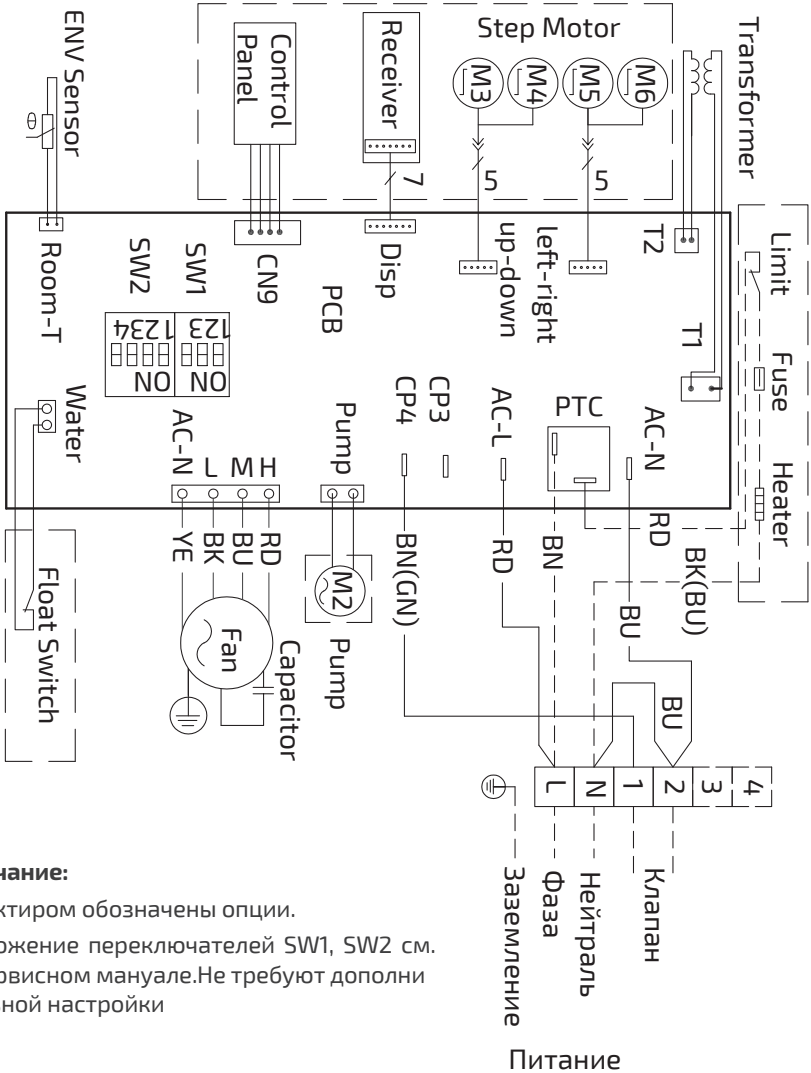 ENV Sensor
θ
Control
Panel
Receiver
7
Step Motor
M3
M4
M5
M6
5
5
Transformer
Room-T
SW2
SW1
1234
ON
123
ON
CN9
Disp
PCB
up-down
left-right
T2
T1
Limit
Fuse
Heater
Water
AC-N
L
M
H
Pump
CP4
CP3
AC-L
PTC
AC-N
YE
BK
BU
RD
BN(GN)
RD
BN
RD
BK(BU)
BU
BU
Float Switch
Fan
Capacitor
M2
Pump
L
N
1
2
3
4
Заземление
Фаза
Нейтраль
Клапан
Питание
чание:
ктиром обозначены опции.
ожение переключателей SW1, SW2 см.
рвисном мануале.Не требуют дополни
ной настройки